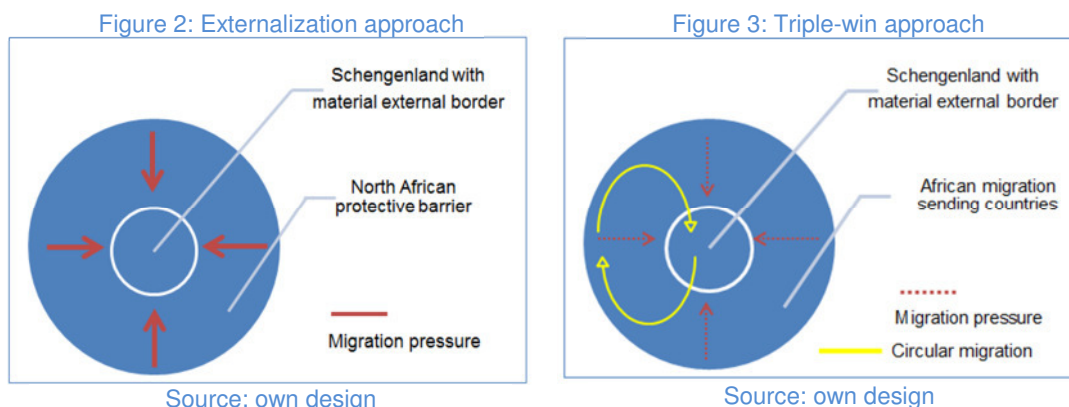 Figure 2: Externalization approach
Schengenland with
material external border
North African
protective barrier
Migration pressure
Source: own design
Figure 3: Triple-win approach
Schengenland with
material external border
African migration
sending countries
Migration pressure
Circular migration
Source: own design